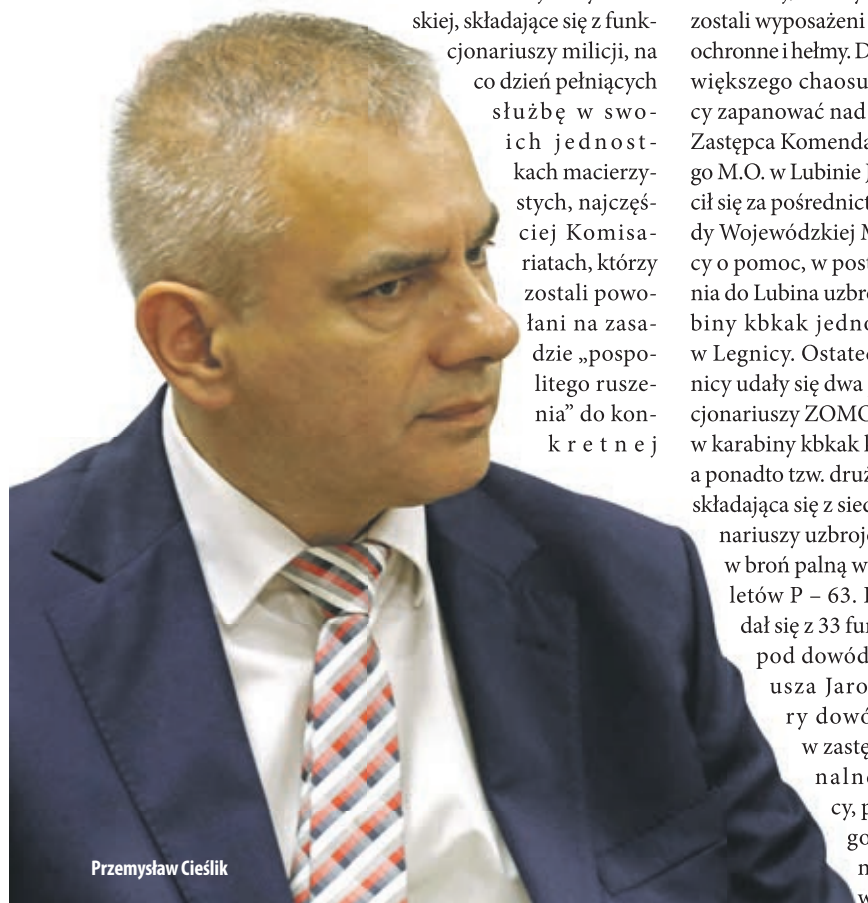 skiej, składające się z funk-
cjonariuszy milicji, na
co dzień pełniących
służbę w swo-
ich jednost-
kach macierzy-
stych, najczęś-
ciej Komisa-
riatach, którzy
zostali powo-
łani na zasa-
dzie „pospo-
litego rusze-
nia” do kon-
kretnej
zostali wyposażeni
ochronne i hełmy. D
większego chaosu
cy zapanować nad
Zastępca Komenda
go M.O. w Lubinie J
cił się za pośrednict
dy Wojewódzkiej M
cy o pomoc, w post
nia do Lubina uzbro
biny kbkak jedno
w Legnicy. Ostatec
nicy udały się dwa
cjonariuszy ZOMO
w karabiny kbkak
a ponadto tzw. druż
składająca się z sied
nariuszy uzbroj
w broń palną w
letów P – 63.
dał się z 33 fun
pod dowód
usza Jaro
ry dowó
w zastę
naln
cy, p
go
n
w
Przemysław Cieślik